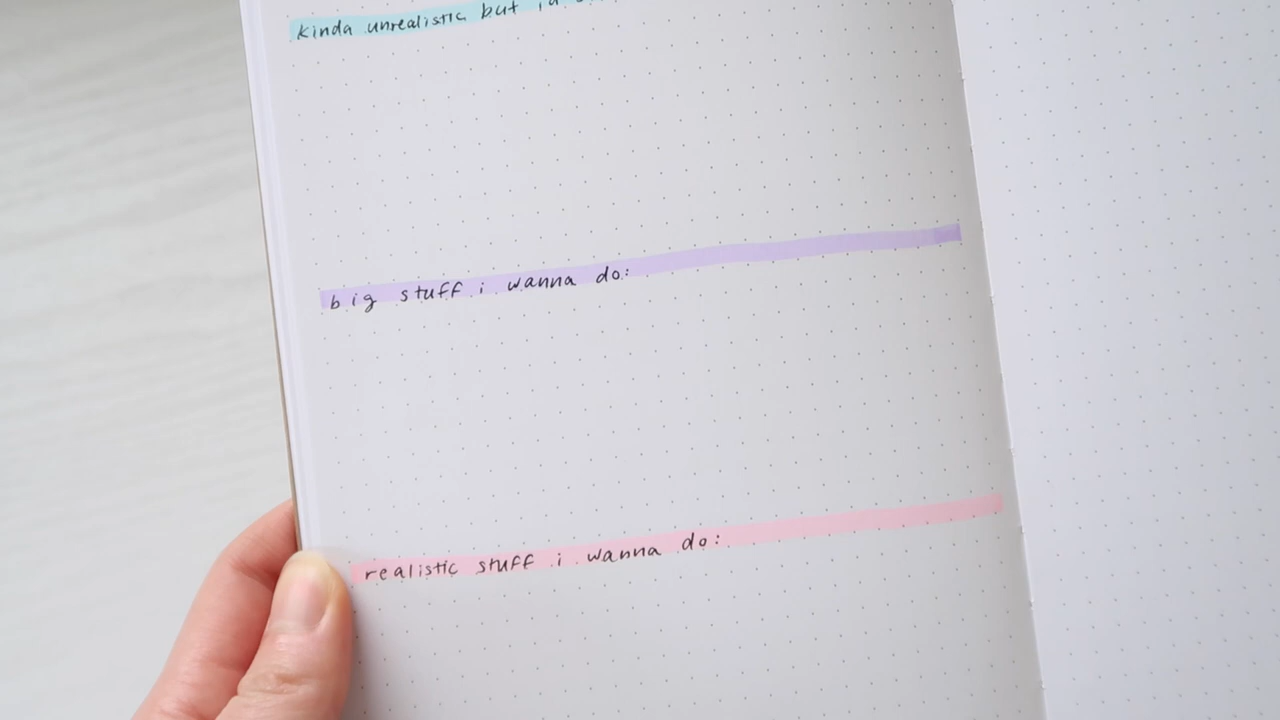 kinda unrealistic but
big stuff i wanna do:
realistic stuff i wanna do: